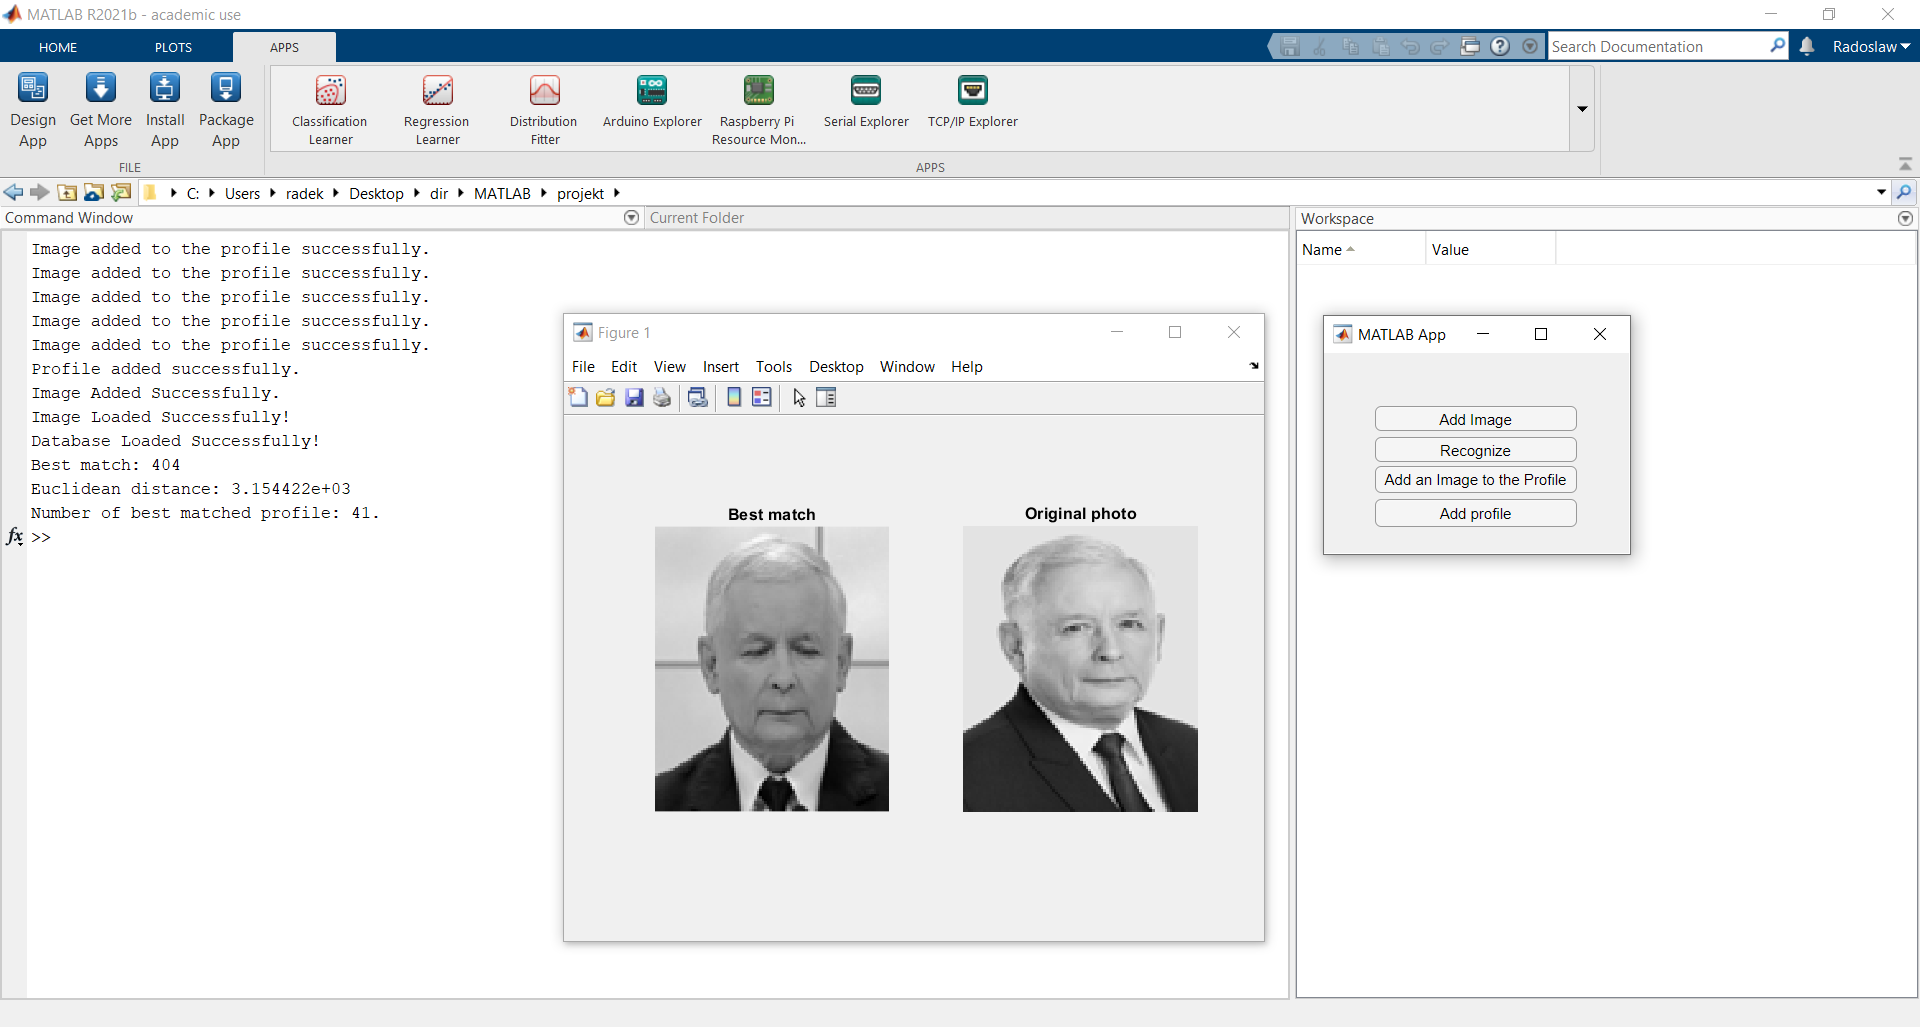 MATLAB R2021b - academic use
HOME PLOTS APPS
Search Documentation
Radoslaw
Design App
Get More Apps
Install App
Package App
Classification Learner
Regression Learner
Distribution Fitter
Arduino Explorer
Raspberry Pi Resource Mon...
Serial Explorer
TCP/IP Explorer
FILE
APPS
C: Users radek Desktop dir MATLAB projekt
Command Window
Current Folder
Workspace
Name Value
Image added to the profile successfully.
Image added to the profile successfully.
Image added to the profile successfully.
Image added to the profile successfully.
Image added to the profile successfully.
Profile added successfully.
Image Added Successfully.
Image Loaded Successfully!
Database Loaded Successfully!
Best match: 404
Euclidean distance: 3.154422e+03
Number of best matched profile: 41.
fx >>
Figure 1
File Edit View Insert Tools Desktop Window Help
Best match
Original photo
MATLAB App
Add Image
Recognize
Add an Image to the Profile
Add profile